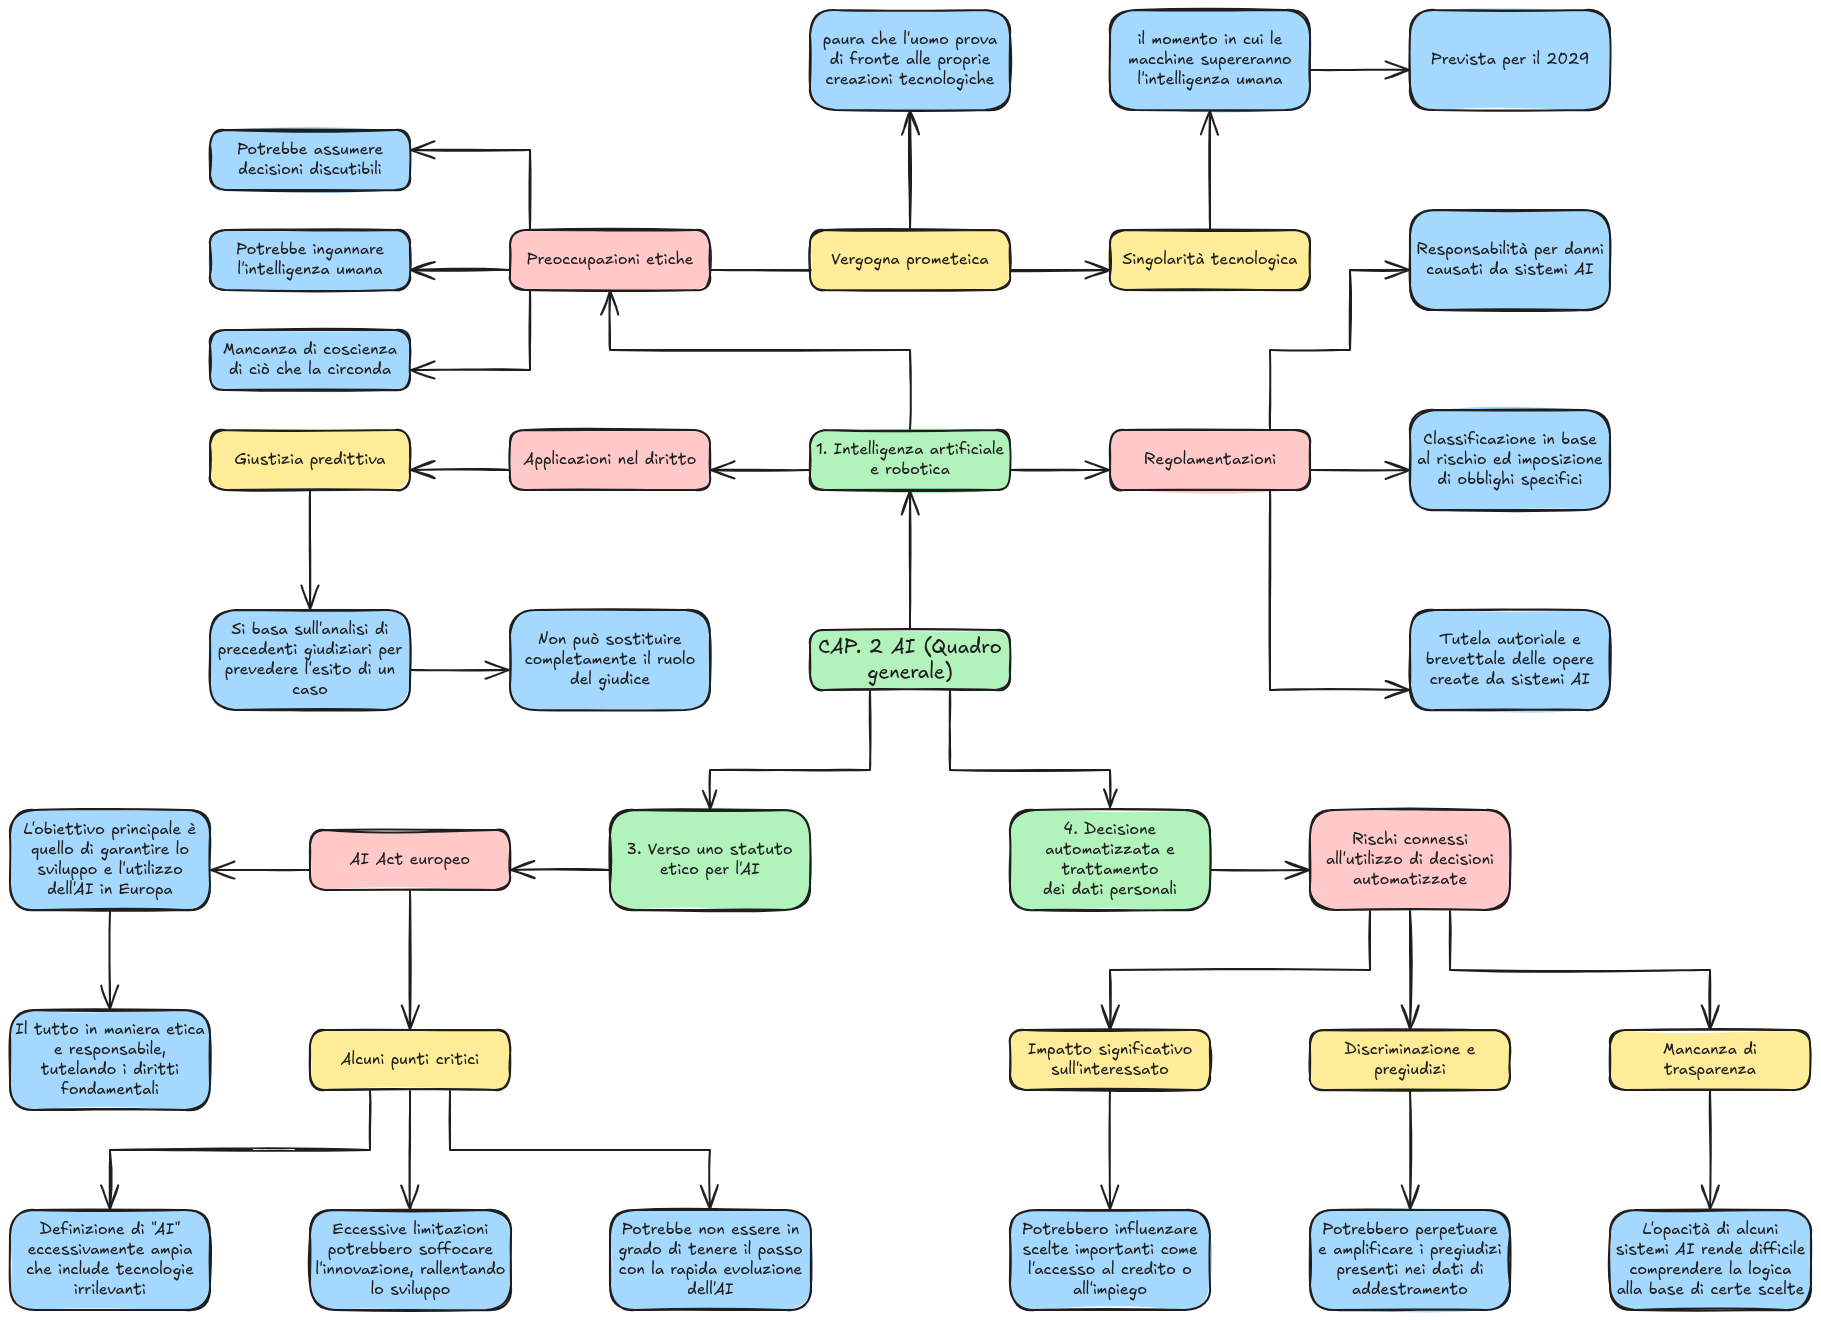 paura che l'uomo prova
di fronte alle proprie
creazioni tecnologiche
il momento in cui le
macchine supereranno
l'intelligenza umana
Prevista per il 2029
Potrebbe assumere
decisioni discutibili
Potrebbe ingannare
l'intelligenza umana
Preoccupazioni etiche
Vergogna prometeica
Singolarità tecnologica
Responsabilità per danni
causati da sistemi AI
Mancanza di coscienza
di ciò che la circonda
Giustizia predittiva
Applicazioni nel diritto
1. Intelligenza artificiale
e robotica
Regolamentazioni
Classificazione in base
al rischio ed imposizione
di obblighi specifici
Si basa sull'analisi di
precedenti giudiziari per
prevedere l'esito di un
caso
Non può sostituire
completamente il ruolo
del giudice
CAP. 2 AI (Quadro
generale)
Tutela autoriale e
brevettale delle opere
create da sistemi AI
L'obiettivo principale è
quello di garantire lo
sviluppo e l'utilizzo
dell'AI in Europa
AI Act europeo
3. Verso uno statuto
etico per l'AI
4. Decisione
automatizzata e
trattamento
dei dati personali
Rischi connessi
all'utilizzo di decisioni
automatizzate
Il tutto in maniera etica
e responsabile,
tutelando i diritti
fondamentali
Alcuni punti critici
Impatto significativo
sull'interessato
Discriminazione e
pregiudizi
Mancanza di
trasparenza
Definizione di "AI"
eccessivamente ampia
che include tecnologie
irrilevanti
Eccessive limitazioni
potrebbero soffocare
l'innovazione, rallentando
lo sviluppo
Potrebbe non essere in
grado di tenere il passo
con la rapida evoluzione
dell'AI
Potrebbero influenzare
scelte importanti come
l'accesso al credito o
all'impiego
Potrebbero perpetuare
e amplificare i pregiudizi
presenti nei dati di
addestramento
L'opacità di alcuni
sistemi AI rende difficile
comprendere la logica
alla base di certe scelte